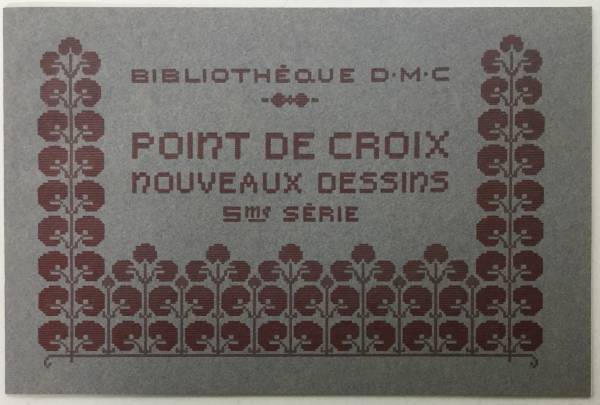 BIBLIOTHÈQUE D·M·C
POINT DE CROIX
NOUVEAUX DESSINS
5me SÉRIE